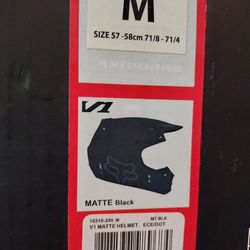 M
SIZE 57 -58cm 71/8 - 71/4
PLACE STICKER HERE
V1
FOX
MATTE Black
15310-255 M MT BLK
V1 MATTE HELMET ECE/DOT